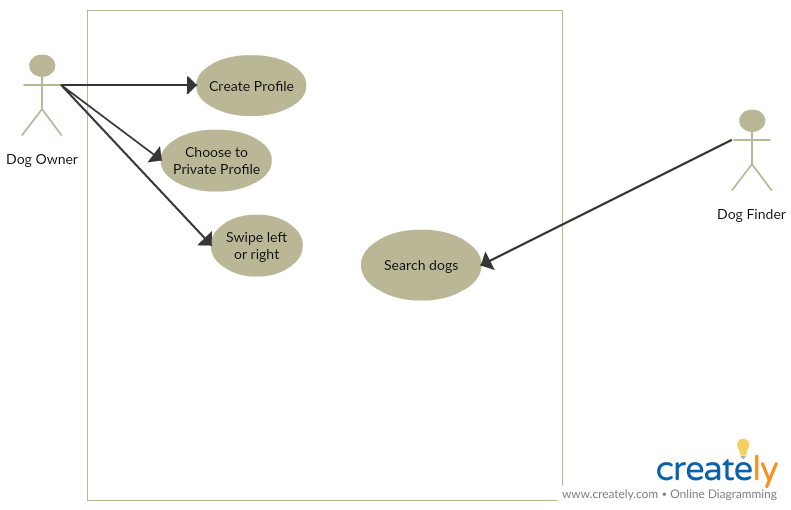 Create Profile
Dog Owner
Choose to
Private Profile
Dog Finder
Swipe left
or right
Search dogs
creately
www.creately.com • Online Diagramming